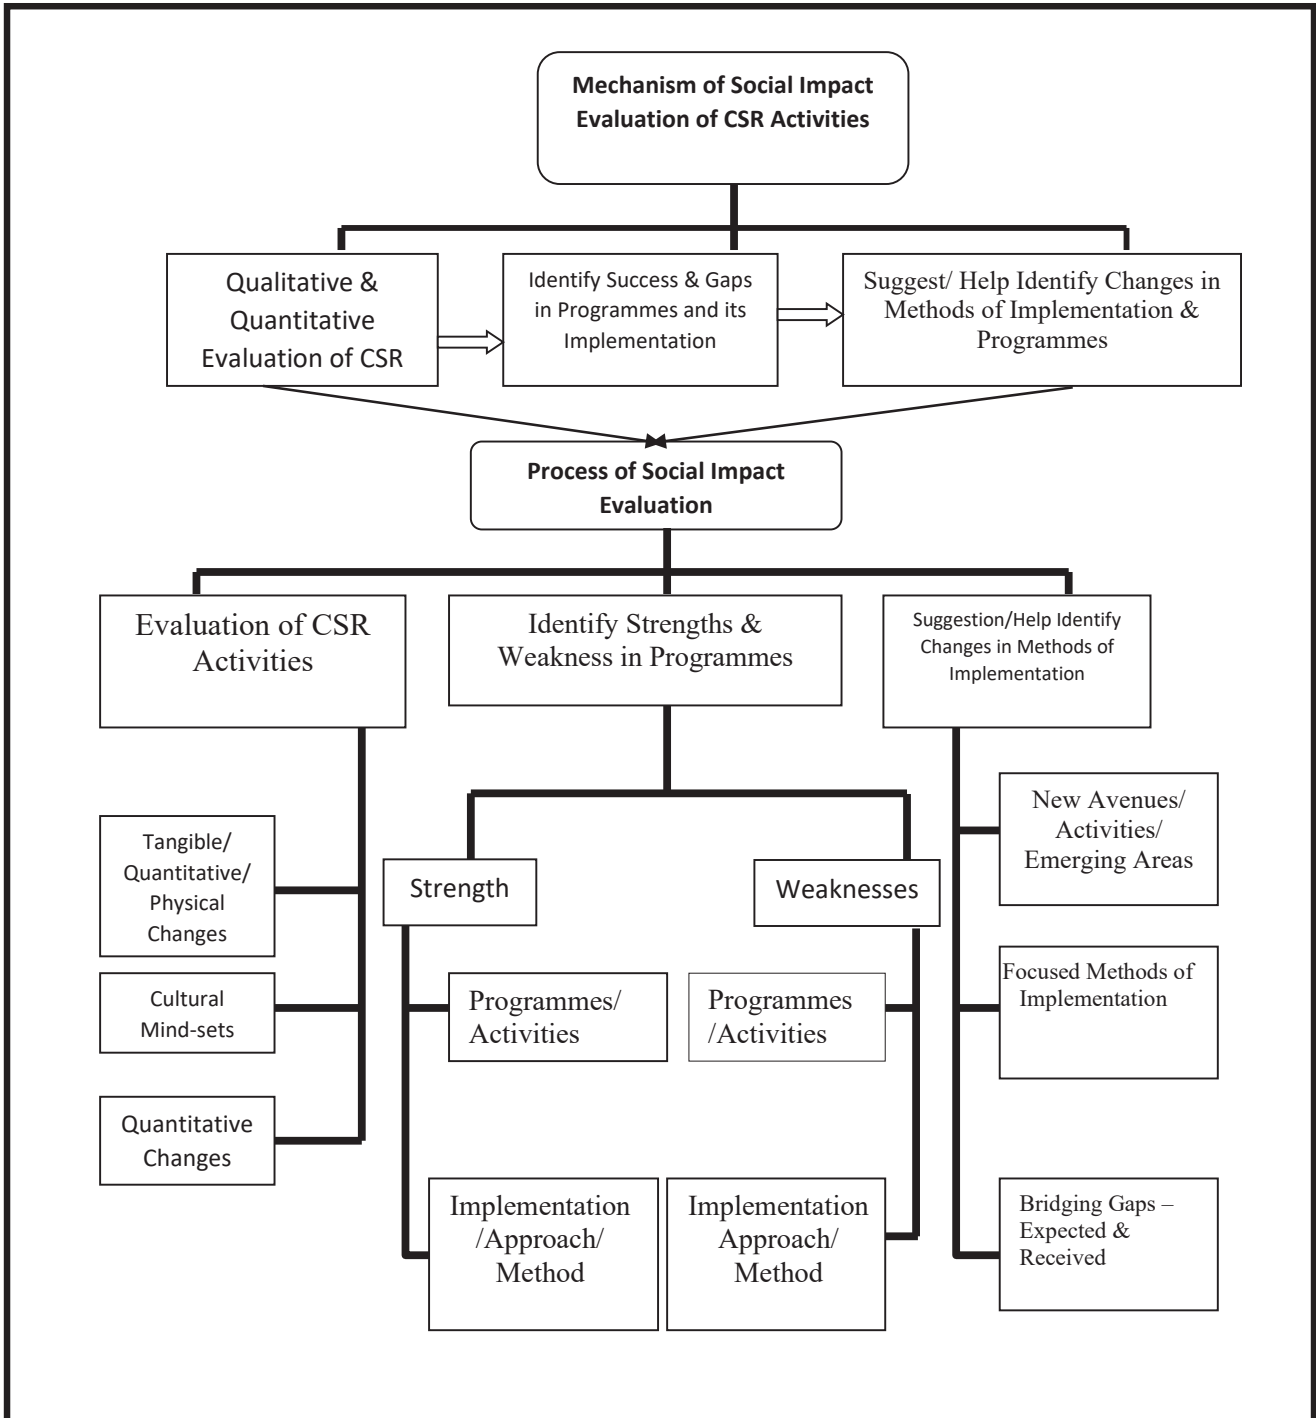 Mechanism of Social Impact
Evaluation of CSR Activities
Qualitative &
Quantitative
Evaluation of CSR
Identify Success & Gaps
in Programmes and its
Implementation
Suggest/ Help Identify Changes in
Methods of Implementation &
Programmes
Process of Social Impact
Evaluation
Evaluation of CSR
Activities
Identify Strengths &
Weakness in Programmes
Suggestion/Help Identify
Changes in Methods of
Implementation
Tangible/
Quantitative/
Physical
Changes
Cultural
Mind-sets
Quantitative
Changes
Strength
Programmes/
Activities
Implementation
/Approach/
Method
Weaknesses
Programmes
/Activities
Implementation
Approach/
Method
New Avenues/
Activities/
Emerging Areas
Focused Methods of
Implementation
Bridging Gaps –
Expected &
Received